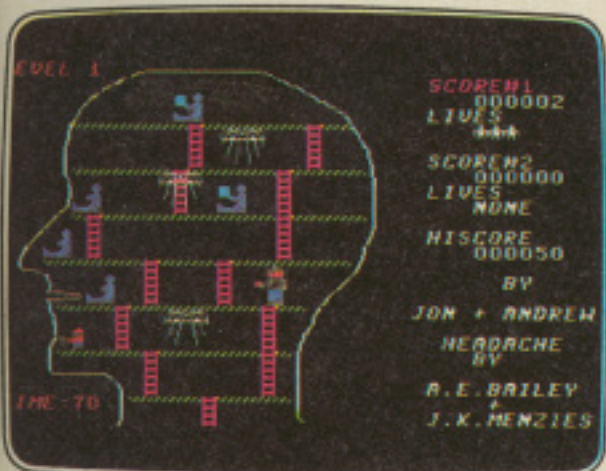 EVEL 1
SCORE#1
000002
LIVES
SCORE#2
000000
LIVES
NONE
HISCORE
000050
BY
JON + ANDREW
HEADACHE
BY
A.E.BAILEY
+
J.K.MENZIES
IME-70